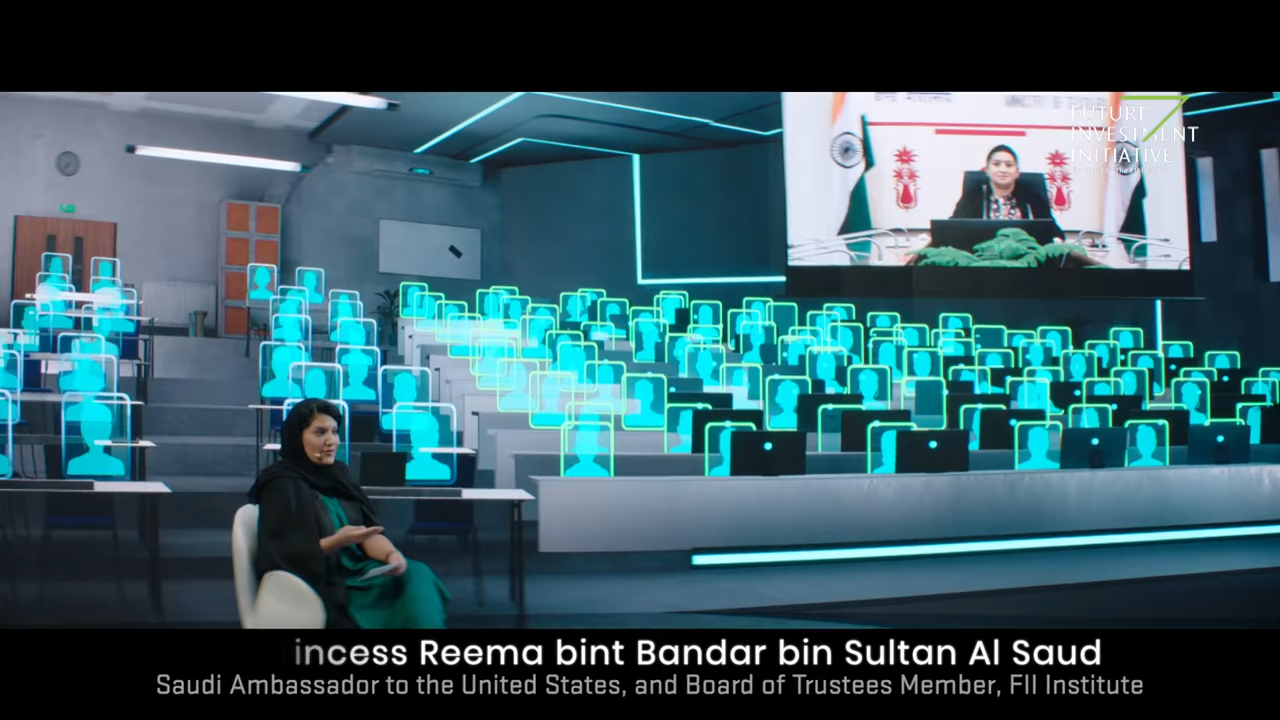 FUTURE
INVESTMENT
INITIATIVE
incess Reema bint Bandar bin Sultan Al Saud
Saudi Ambassador to the United States, and Board of Trustees Member, FII Institute